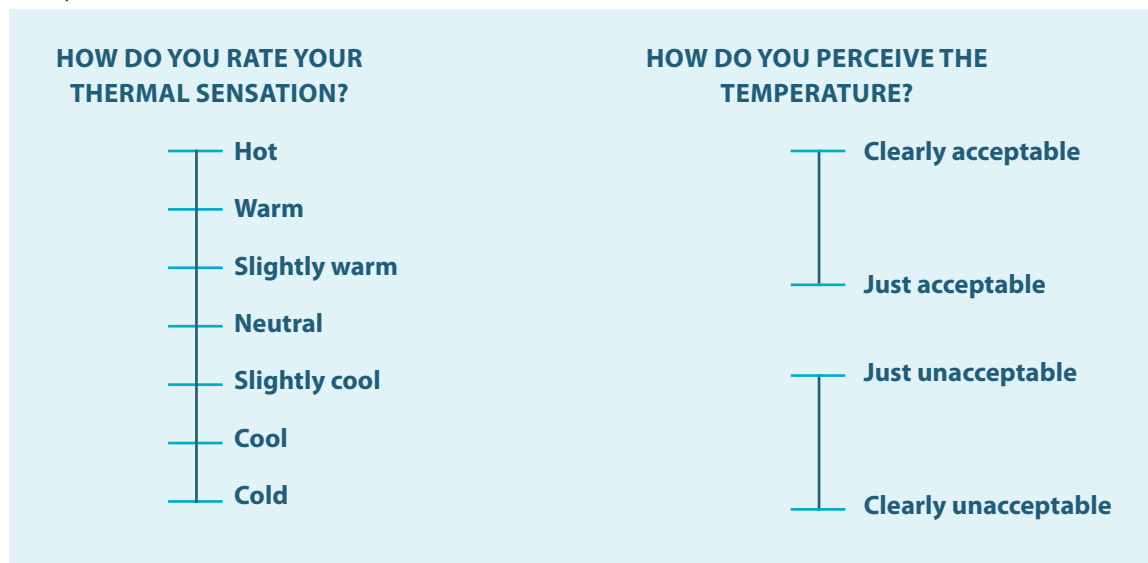 HOW DO YOU RATE YOUR
THERMAL SENSATION?
Hot
Warm
Slightly warm
Neutral
Slightly cool
Cool
Cold
HOW DO YOU PERCEIVE THE
TEMPERATURE?
Clearly acceptable
Just acceptable
Just unacceptable
Clearly unacceptable